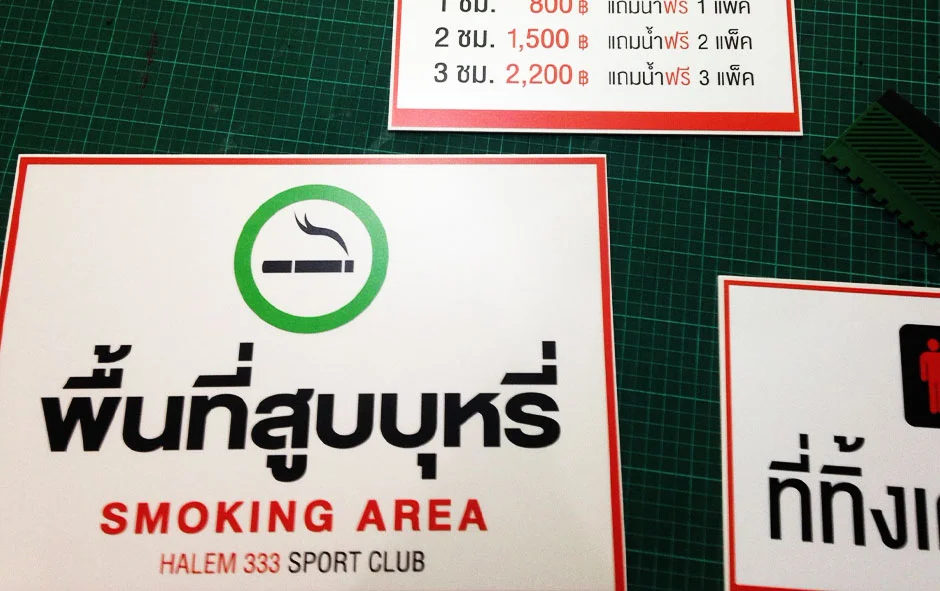 1 ชม. 800 ฿ แถมน้ำฟรี 1 แพ็ค
2 ชม. 1,500 ฿ แถมน้ำฟรี 2 แพ็ค
3 ชม. 2,200 ฿ แถมน้ำฟรี 3 แพ็ค
พื้นที่สูบบุหรี่
SMOKING AREA
HALEM 333 SPORT CLUB
ที่ทิ้ง